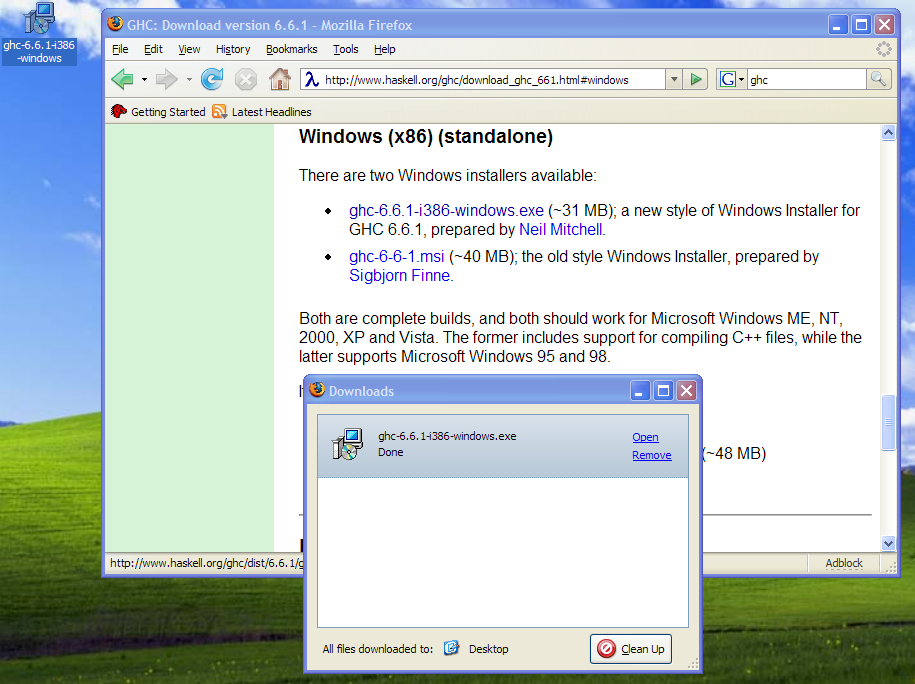 ghc-6.6.1-i386
-windows
GHC: Download version 6.6.1 - Mozilla Firefox
File Edit View History Bookmarks Tools Help
http://www.haskell.org/ghc/download_ghc_661.html#windows
G
ghc
Getting Started Latest Headlines
Windows (x86) (standalone)
There are two Windows installers available:
ghc-6.6.1-i386-windows.exe (~31 MB); a new style of Windows Installer for
GHC 6.6.1, prepared by Neil Mitchell.
ghc-6-6-1.msi (~40 MB); the old style Windows Installer, prepared by
Sigbjorn Finne.
Both are complete builds, and both should work for Microsoft Windows ME, NT,
2000, XP and Vista. The former includes support for compiling C++ files, while the
latter supports Microsoft Windows 95 and 98.
(~48 MB)
http://www.haskell.org/ghc/dist/6.6.1/g
Adblock
Downloads
ghc-6.6.1-i386-windows.exe
Done
Open
Remove
All files downloaded to: Desktop
Clean Up